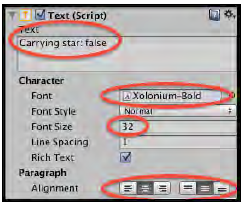 Text (Script)
Text
Carrying star: false
Character
Font Xolonium-Bold
Font Style Normal
Font Size 32
Line Spacing 1
Rich Text
Paragraph
Alignment